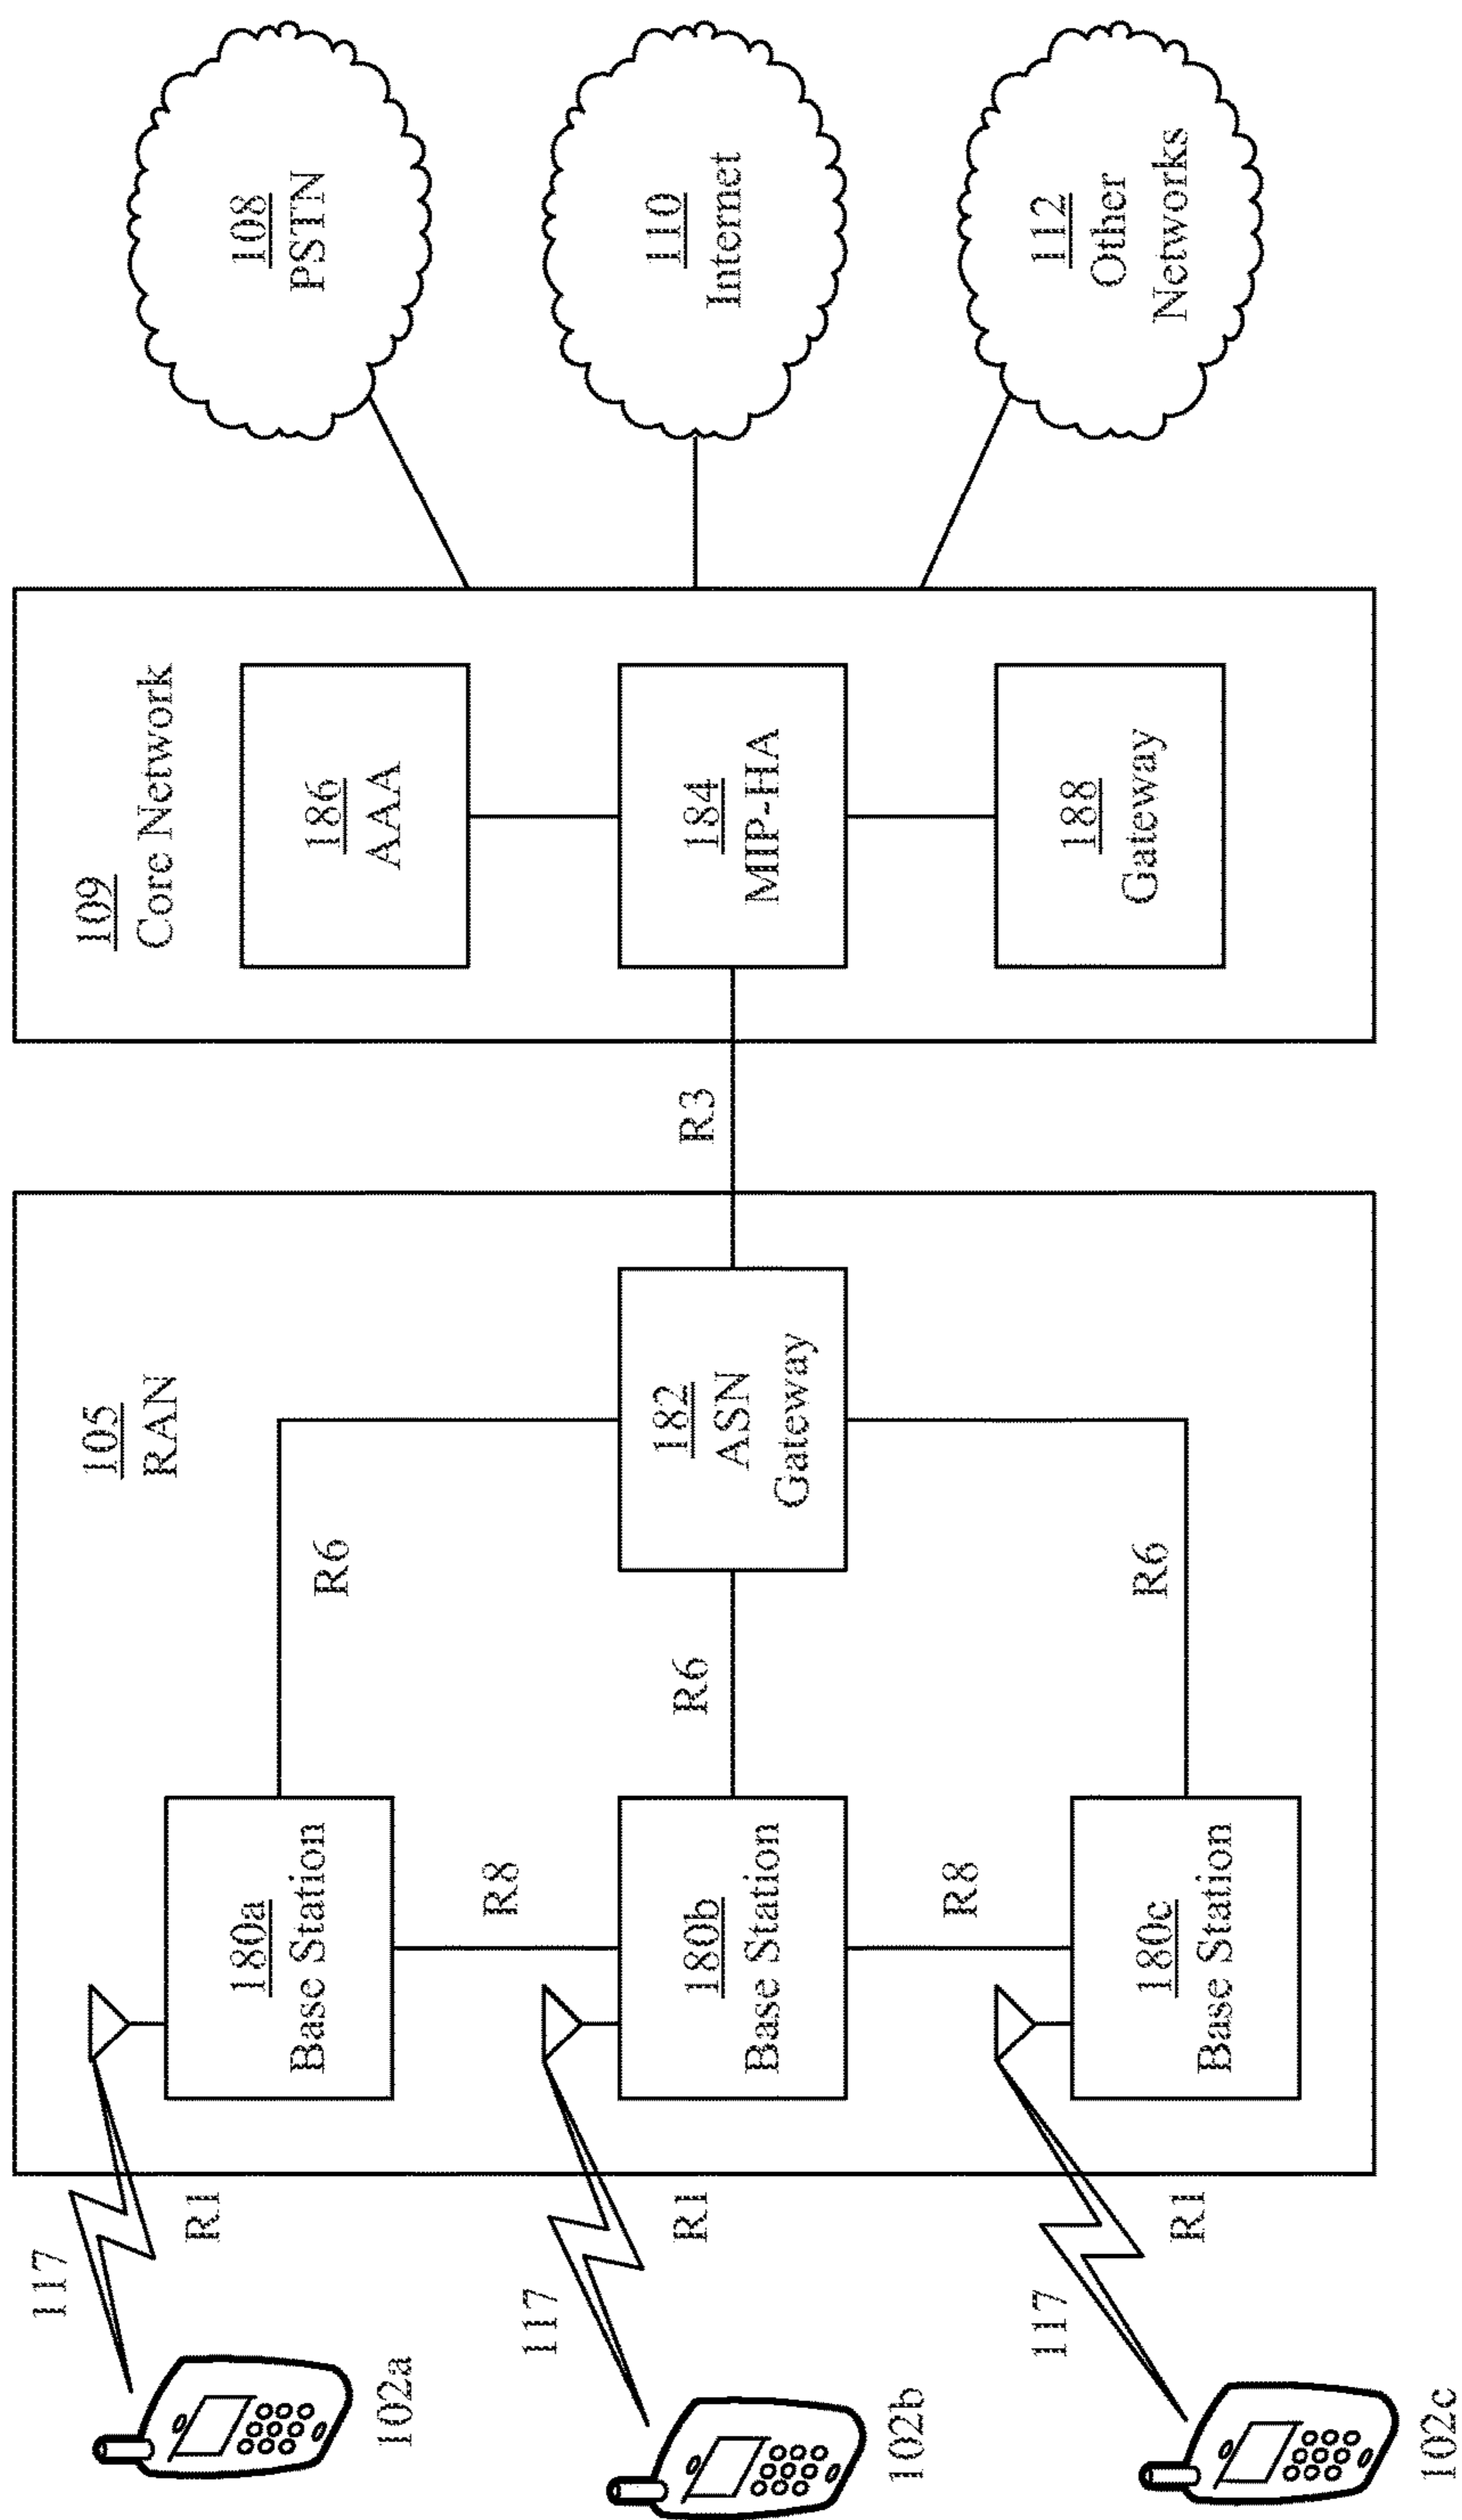 117
R1
102a
180a
Base Station
R8
R6
105
RAN
117
R1
102b
180b
Base Station
R6
182
ASN
Gateway
R3
R8
117
R1
102c
180c
Base Station
R6
109
Core Network
186
AAA
184
MIP-HA
188
Gateway
108
PSTN
110
Internet
112
Other
Networks